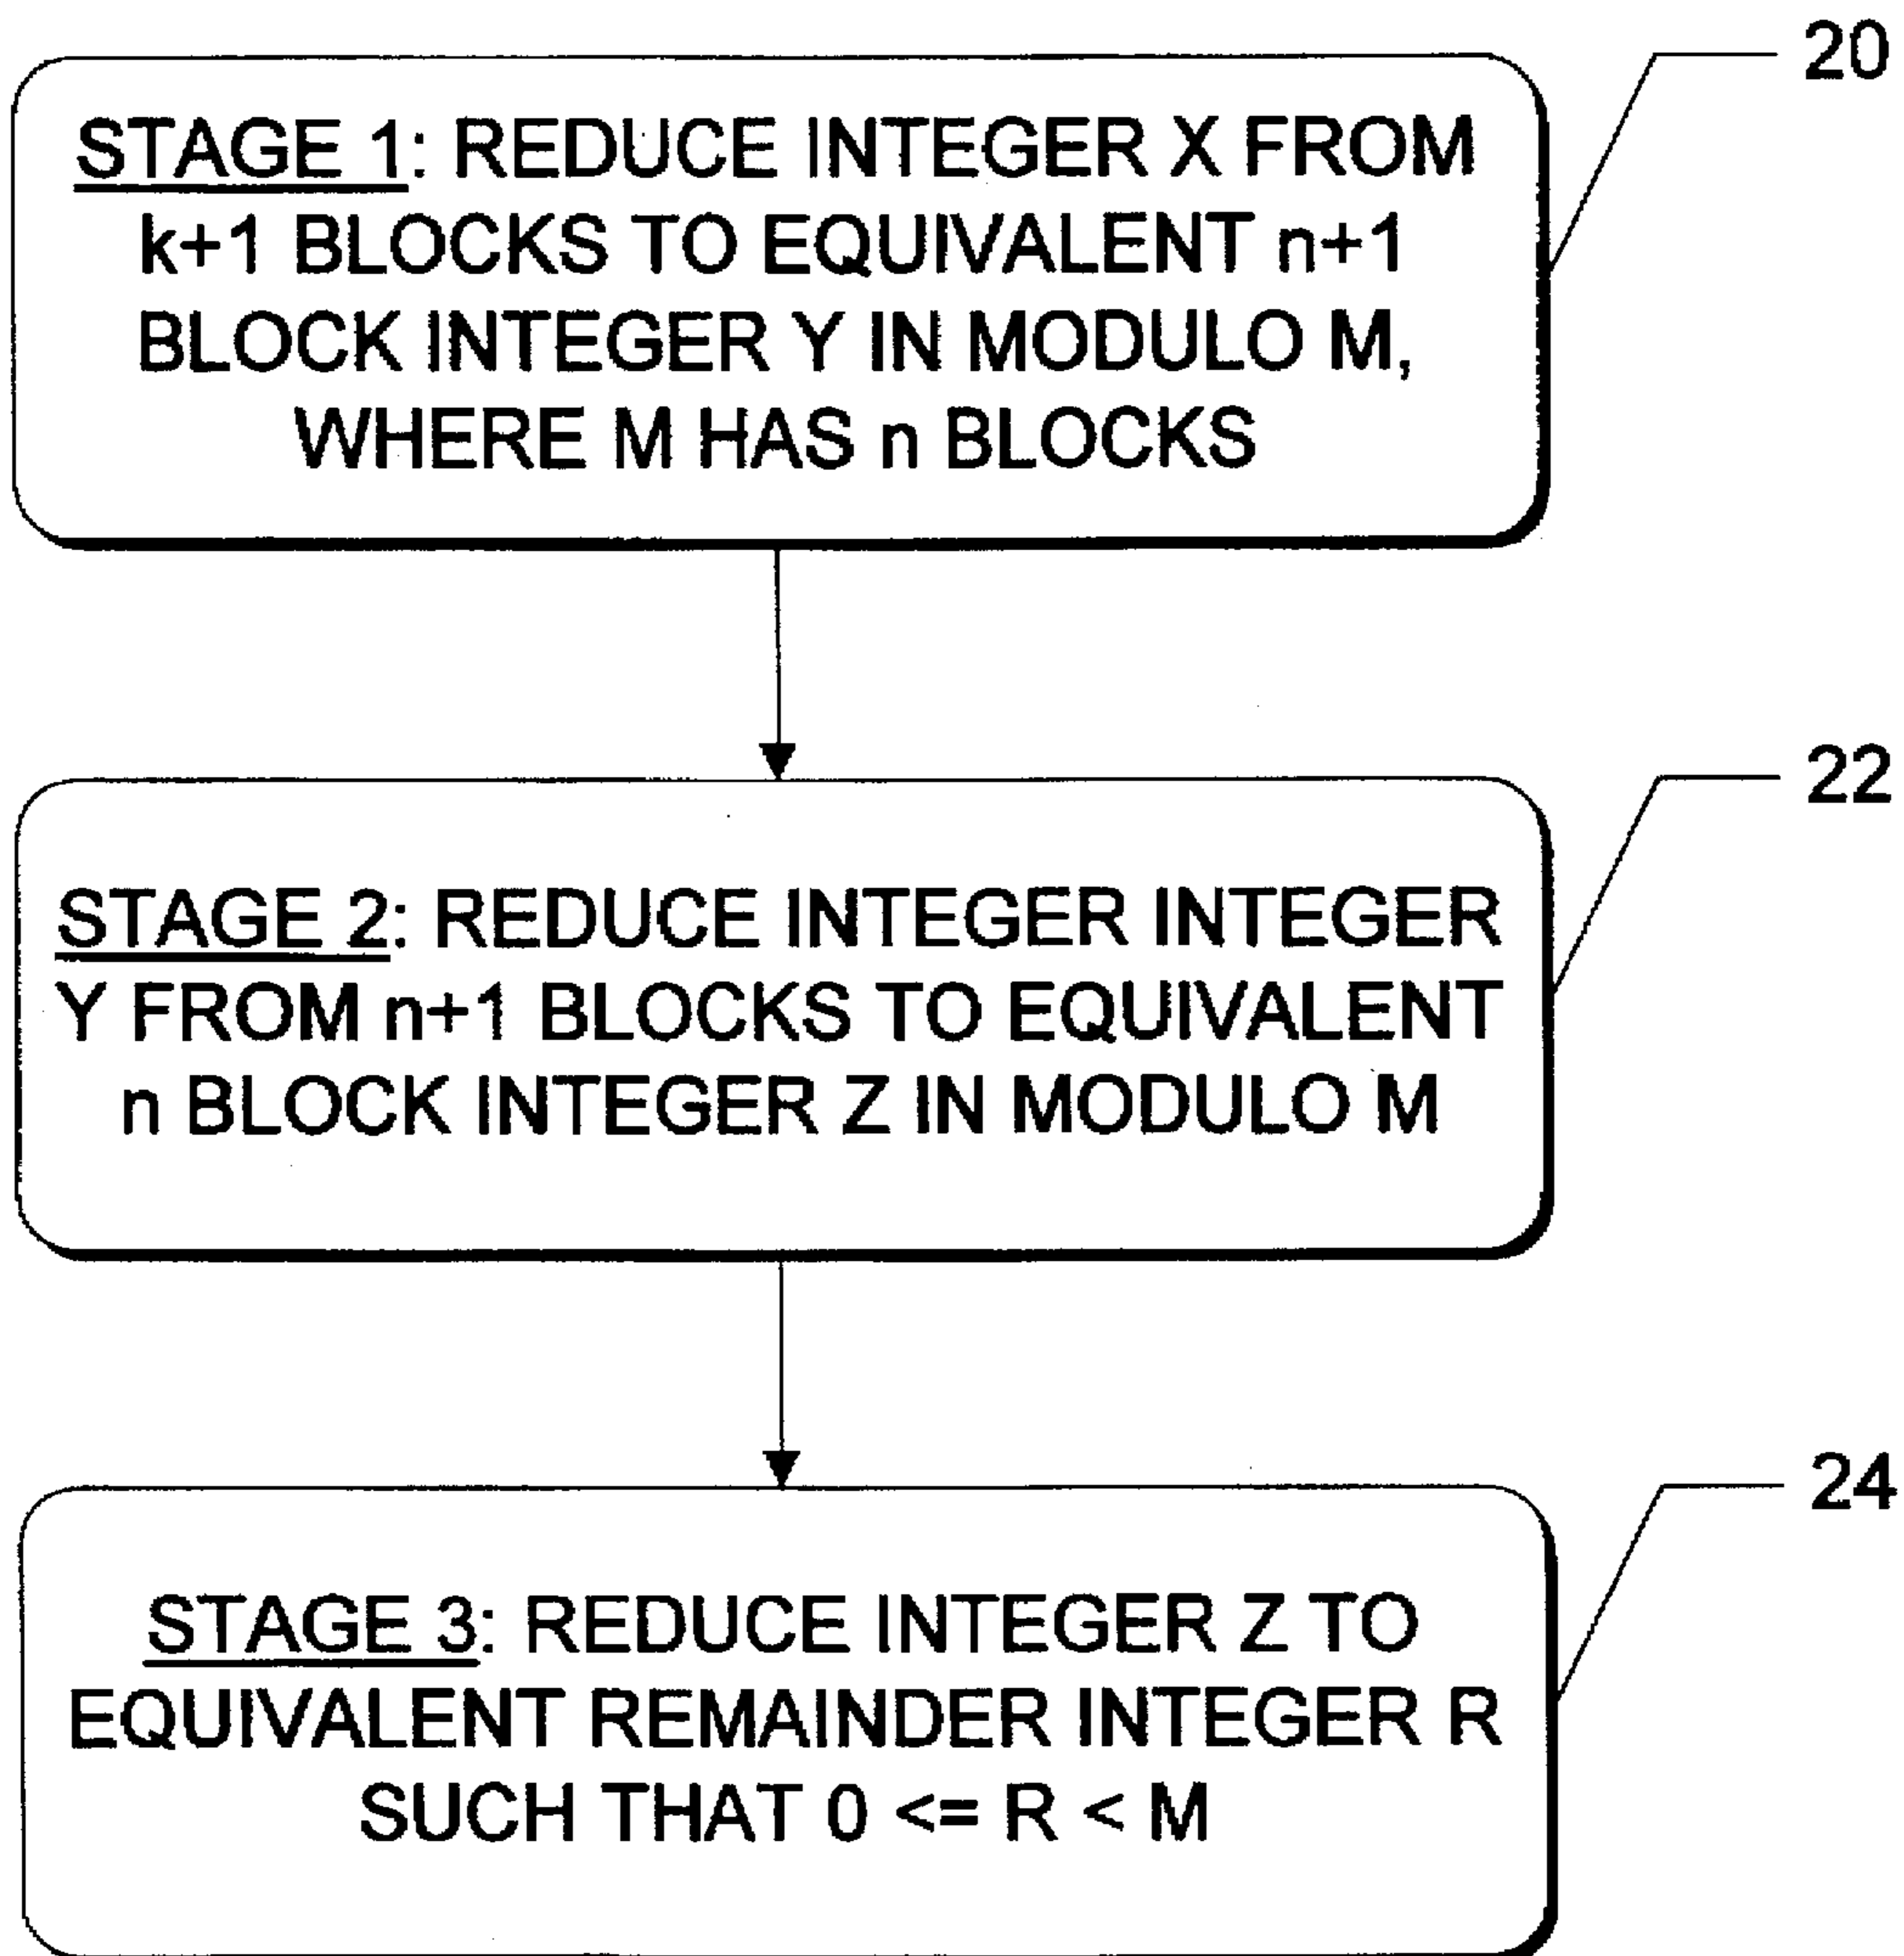 20
STAGE 1: REDUCE INTEGER X FROM
k+1 BLOCKS TO EQUIVALENT n+1
BLOCK INTEGER Y IN MODULO M,
WHERE M HAS n BLOCKS
22
STAGE 2: REDUCE INTEGER INTEGER
Y FROM n+1 BLOCKS TO EQUIVALENT
n BLOCK INTEGER Z IN MODULO M
24
STAGE 3: REDUCE INTEGER Z TO
EQUIVALENT REMAINDER INTEGER R
SUCH THAT 0 <= R < M